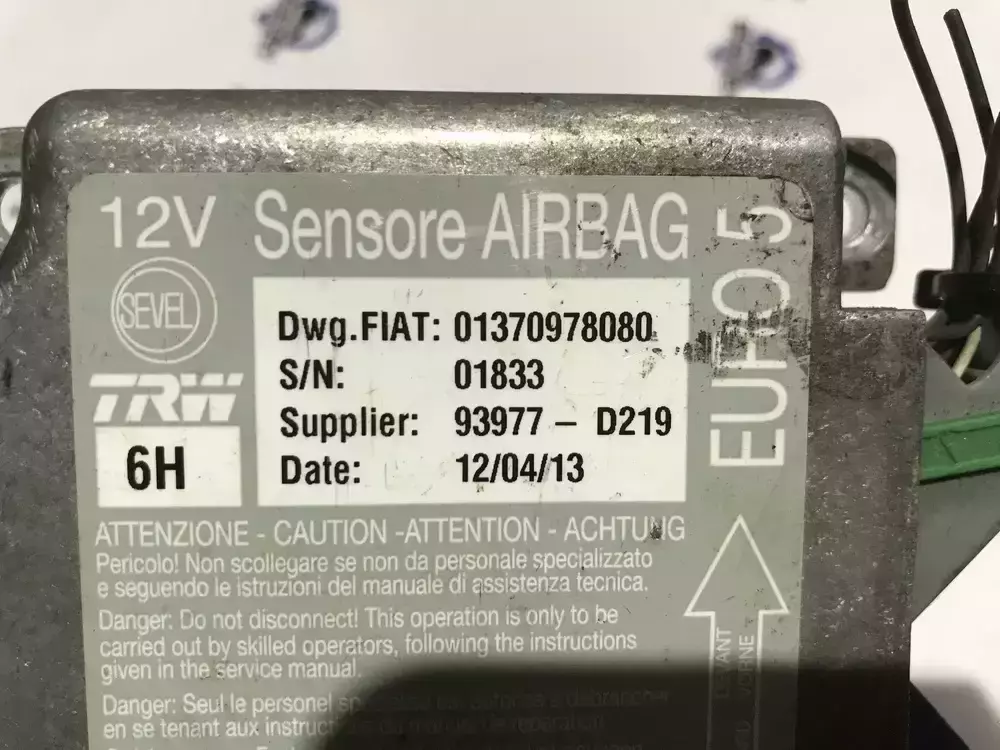 12V Sensore AIRBAG
EURO 5
SEVEL
TRW
6H
Dwg.FIAT: 01370978080
S/N: 01833
Supplier: 93977 - D219
Date: 12/04/13
ATTENZIONE - CAUTION -ATTENTION - ACHTUNG
Pericolo! Non scollegare se non da personale specializzato
e seguendo le istruzioni del manuale di assistenza tecnica.
Danger: Do not disconnect! This operation is only to be
carried out by skilled operators, following the instructions
given in the service manual.
Danger: Seul le personel
en se tenant aux